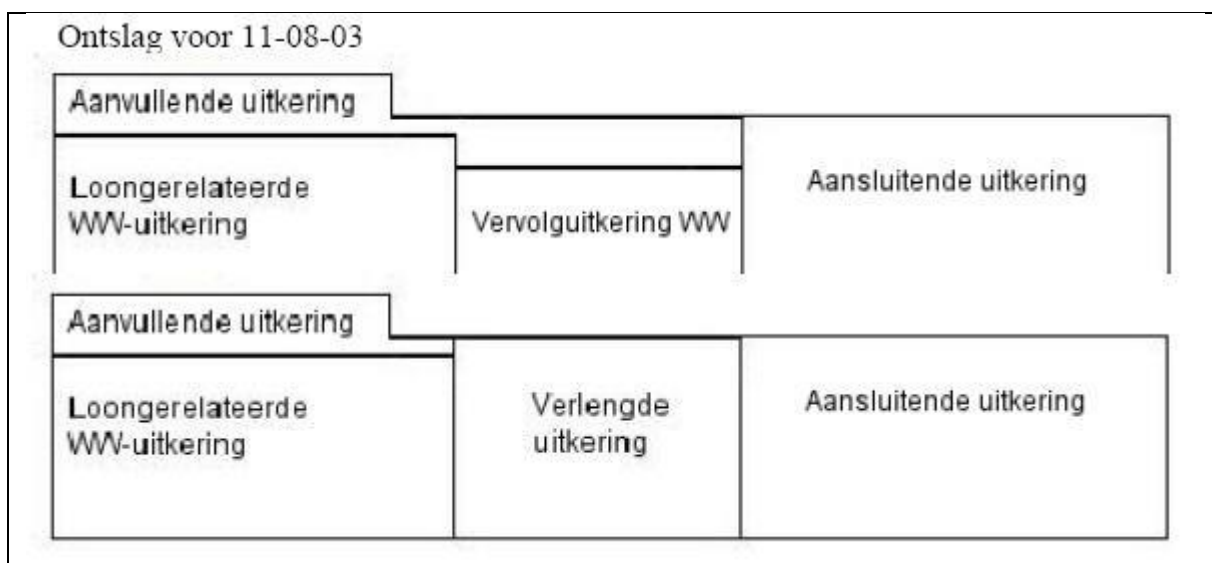 Ontslag voor 11-08-03
Aanvullende uitkering
Loongerelateerde
WW-uitkering
Vervolguitkering WW
Aansluitende uitkering
Aanvullende uitkering
Loongerelateerde
WW-uitkering
Verlengde
uitkering
Aansluitende uitkering